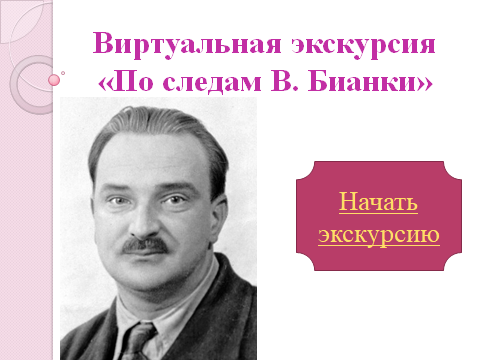 Виртуальная экскурсия
«По следам В. Бианки»
Начать
экскурсию